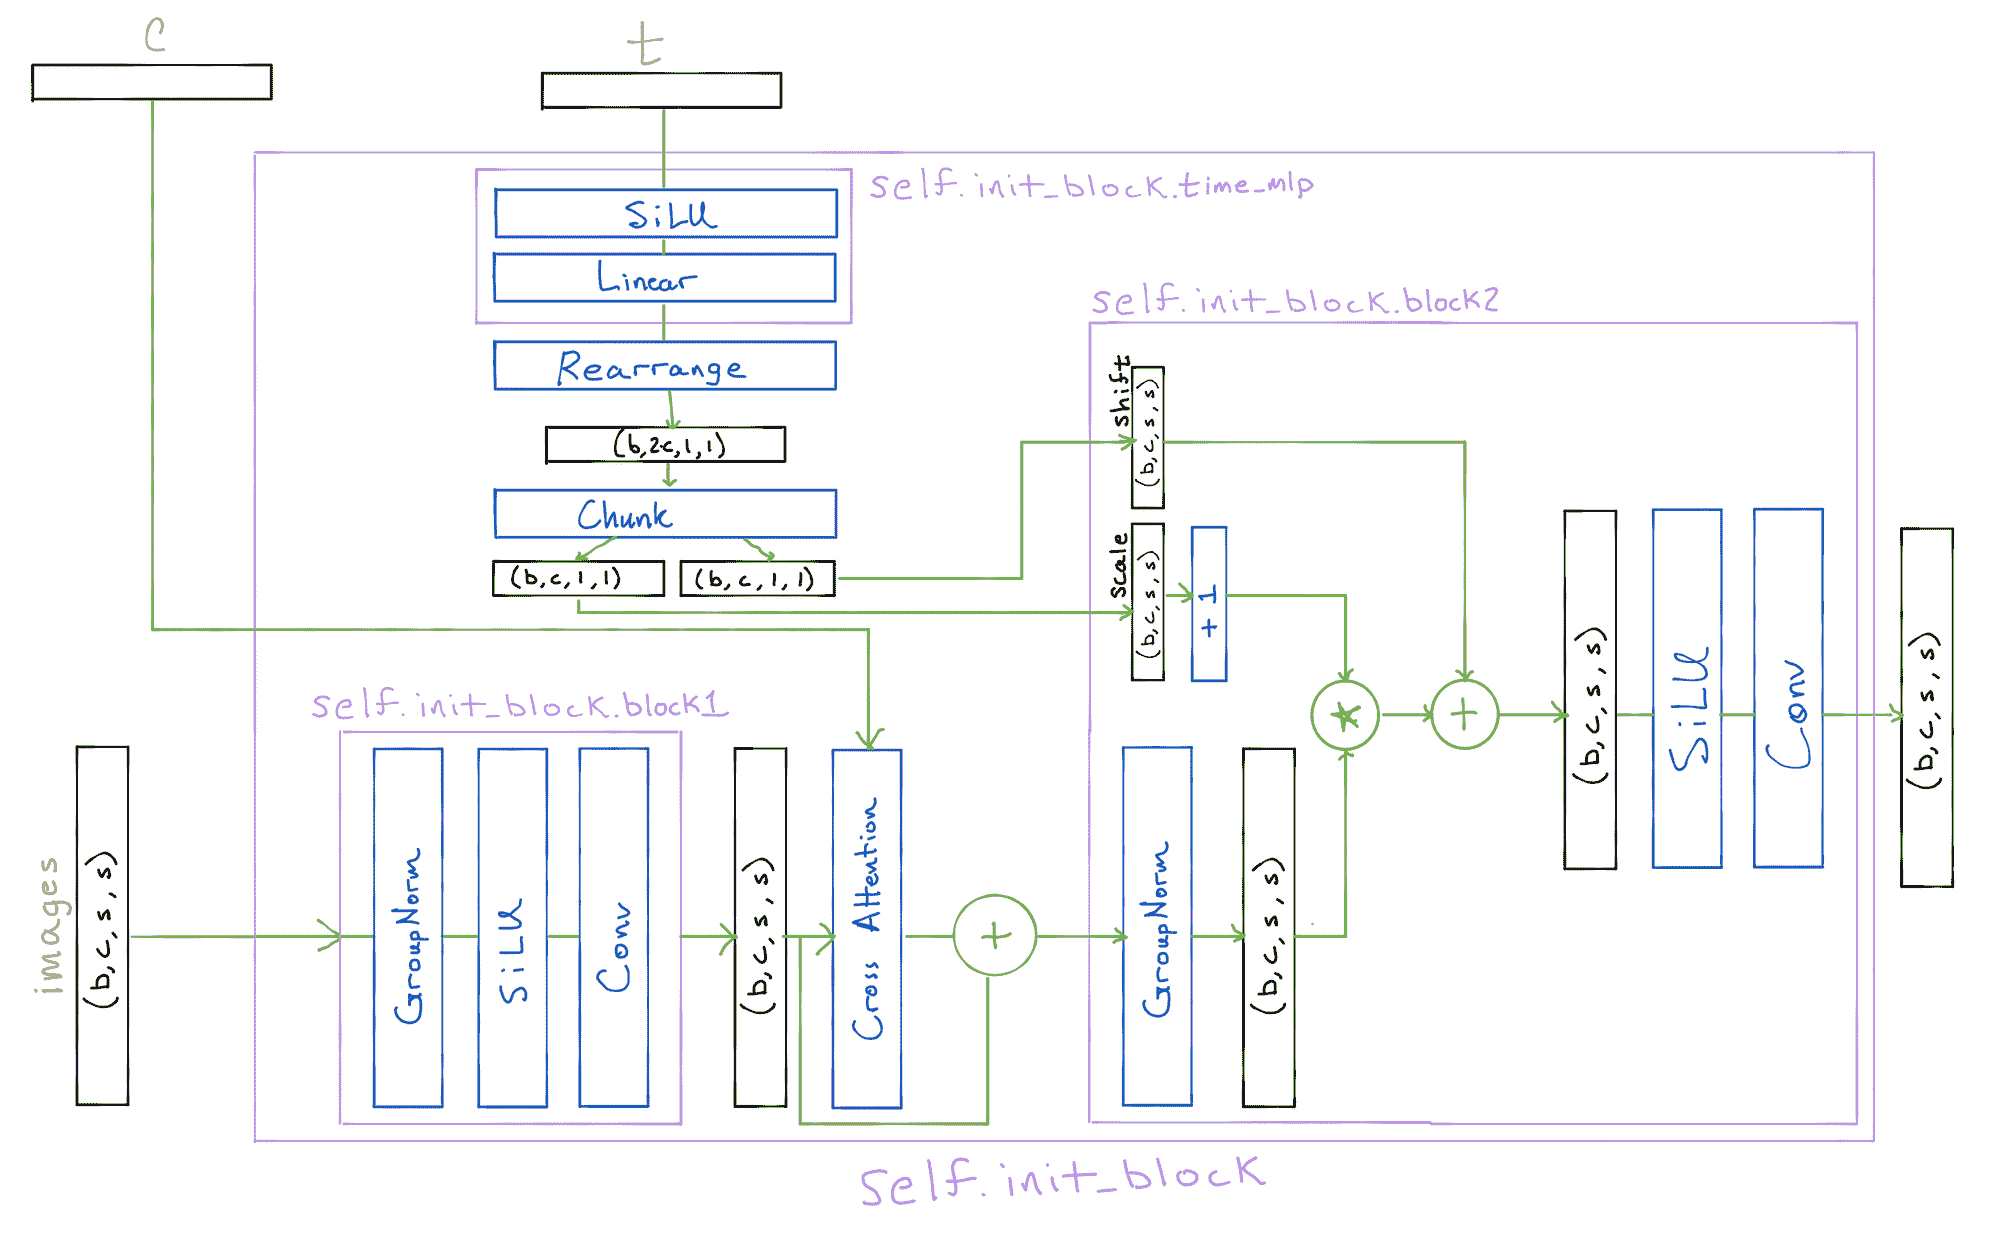 c
t
self.init_block.time_mlp
SiLU
Linear
self.init_block.block2
Rearrange
(b,2·c,1,1)
Chunk
(b,c,1,1)
(b,c,1,1)
shift
(b,c,s,s)
scale
(b,c,s,s)
+ 1
self.init_block.block1
images
(b,c,s,s)
GroupNorm
SiLU
Conv
(b,c,s,s)
Cross Attention
+
GroupNorm
(b,c,s,s)
*
+
(b,c,s,s)
SiLU
Conv
(b,c,s,s)
self.init_block